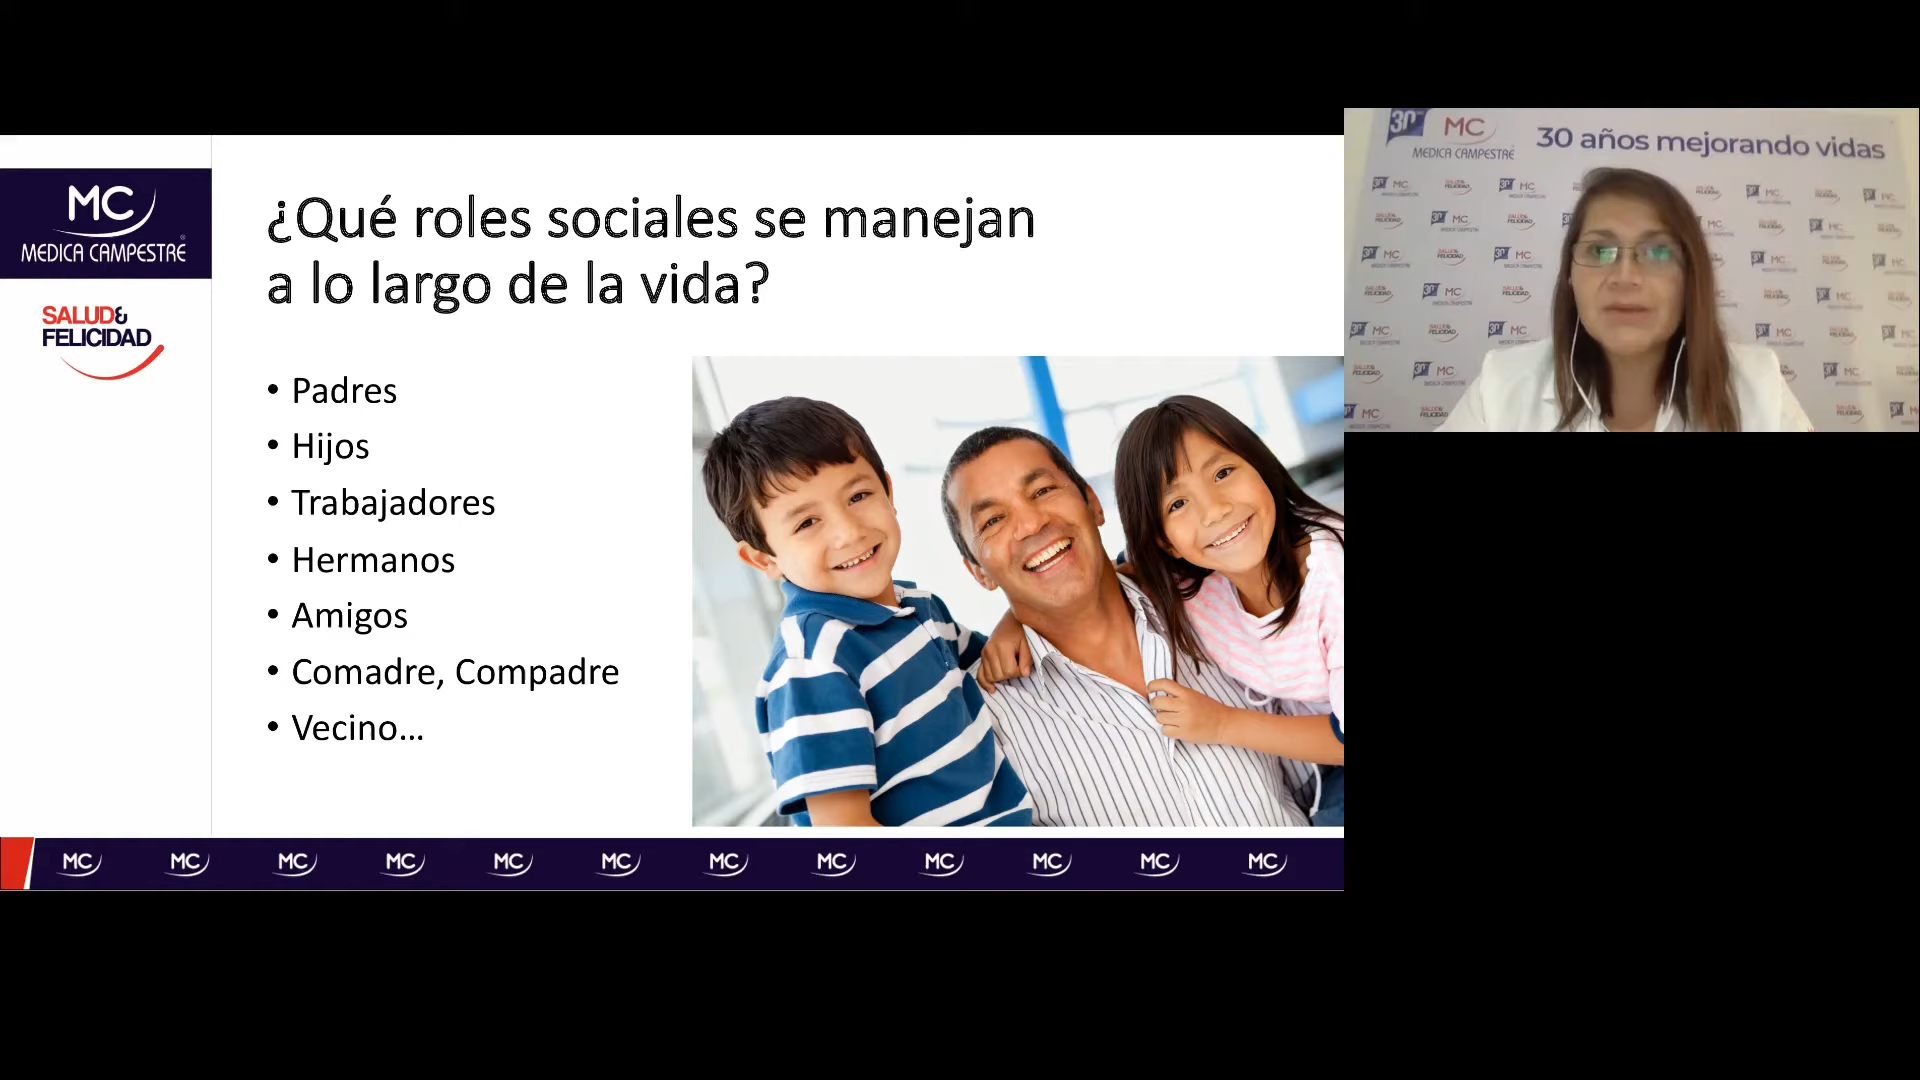 MC
MEDICA CAMPESTRE®
SALUD&
FELICIDAD
¿Qué roles sociales se manejan
a lo largo de la vida?
• Padres
• Hijos
• Trabajadores
• Hermanos
• Amigos
• Comadre, Compadre
• Vecino...
MC MC MC MC MC MC MC MC MC MC MC MC
30 MC
MEDICA CAMPESTRE
30 años mejorando vidas